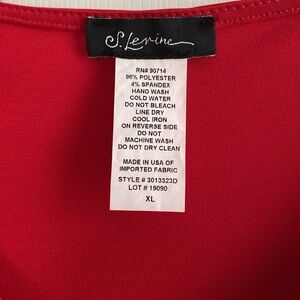 S. Levine
RN# 90714
96% POLYESTER
4% SPANDEX
HAND WASH
COLD WATER
DO NOT BLEACH
LINE DRY
COOL IRON
ON REVERSE SIDE
DO NOT
MACHINE WASH
DO NOT DRY CLEAN
MADE IN USA OF
IMPORTED FABRIC
STYLE # 3013323D
LOT # 19090
XL